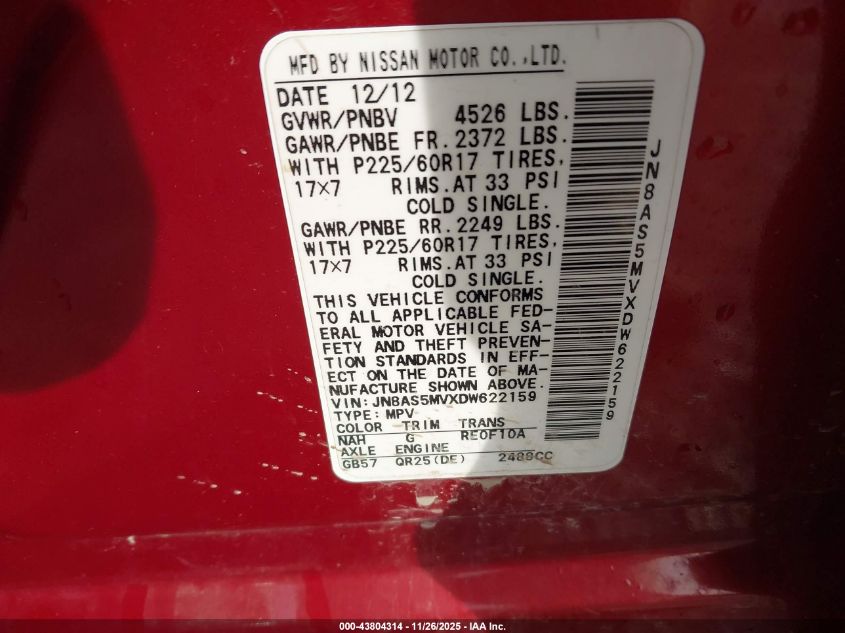 MFD BY NISSAN MOTOR CO.,LTD.
DATE 12/12
GVWR/PNBV 4526 LBS.
GAWR/PNBE FR. 2372 LBS.
WITH P225/60R17 TIRES,
17×7 RIMS.AT 33 PSI
COLD SINGLE.
GAWR/PNBE RR. 2249 LBS.
WITH P225/60R17 TIRES,
17×7 RIMS.AT 33 PSI
COLD SINGLE.
THIS VEHICLE CONFORMS
TO ALL APPLICABLE FED-
ERAL MOTOR VEHICLE SA-
FETY AND THEFT PREVEN-
TION STANDARDS IN EFF-
ECT ON THE DATE OF MA-
NUFACTURE SHOWN ABOVE.
VIN:JN8AS5MVXDW622159
TYPE:MPV
COLOR TRIM TRANS
NAH G RE0F10A
AXLE ENGINE
GB57 QR25(DE) 2488CC
JN8AS5MVXDW622159
000-43804314 - 11/26/2025 - IAA Inc.